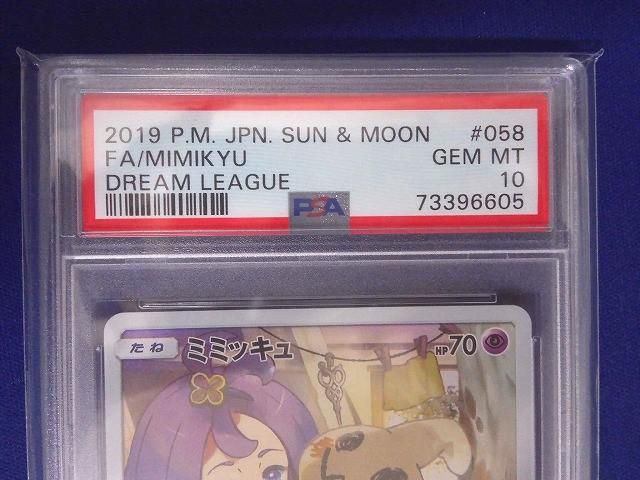 2019 P.M. JPN. SUN & MOON #058
FA/MIMIKYU GEM MT
DREAM LEAGUE 10
PSA 73396605
たね ミミッキュ HP70